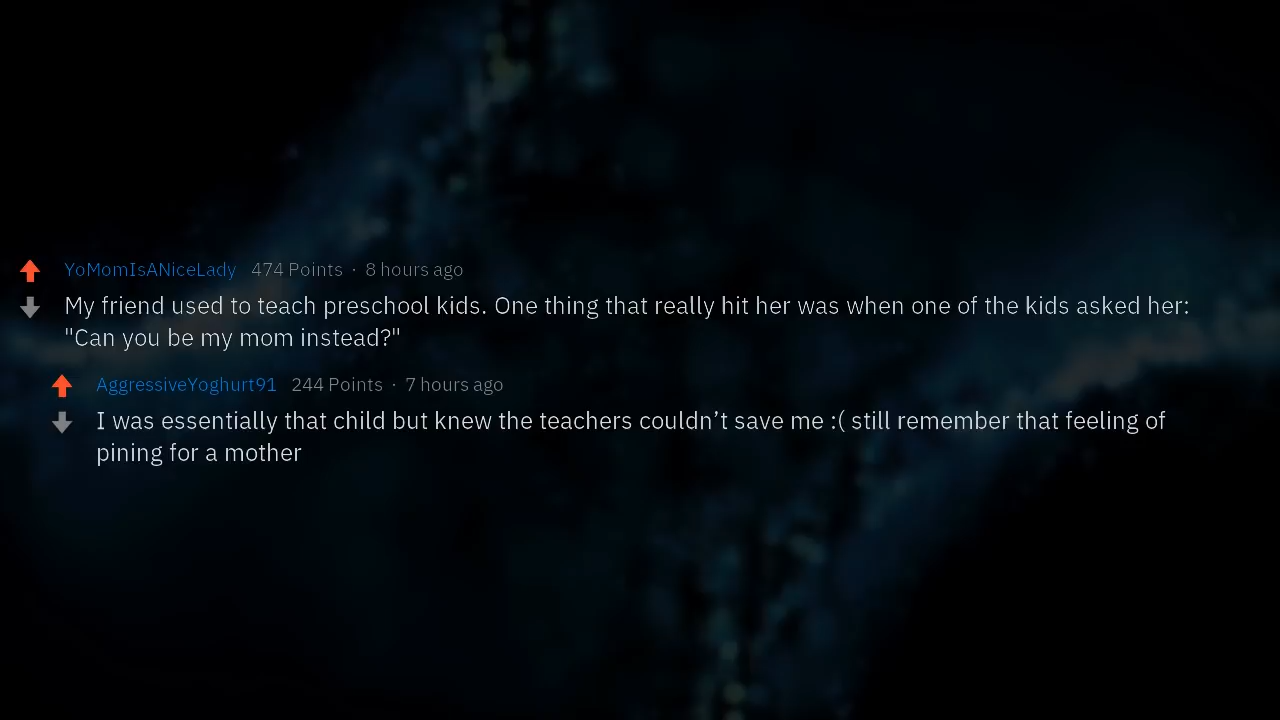 YoMomIsANiceLady 474 Points · 8 hours ago
My friend used to teach preschool kids. One thing that really hit her was when one of the kids asked her:
"Can you be my mom instead?"
AggressiveYoghurt91 244 Points · 7 hours ago
I was essentially that child but knew the teachers couldn’t save me :( still remember that feeling of
pining for a mother